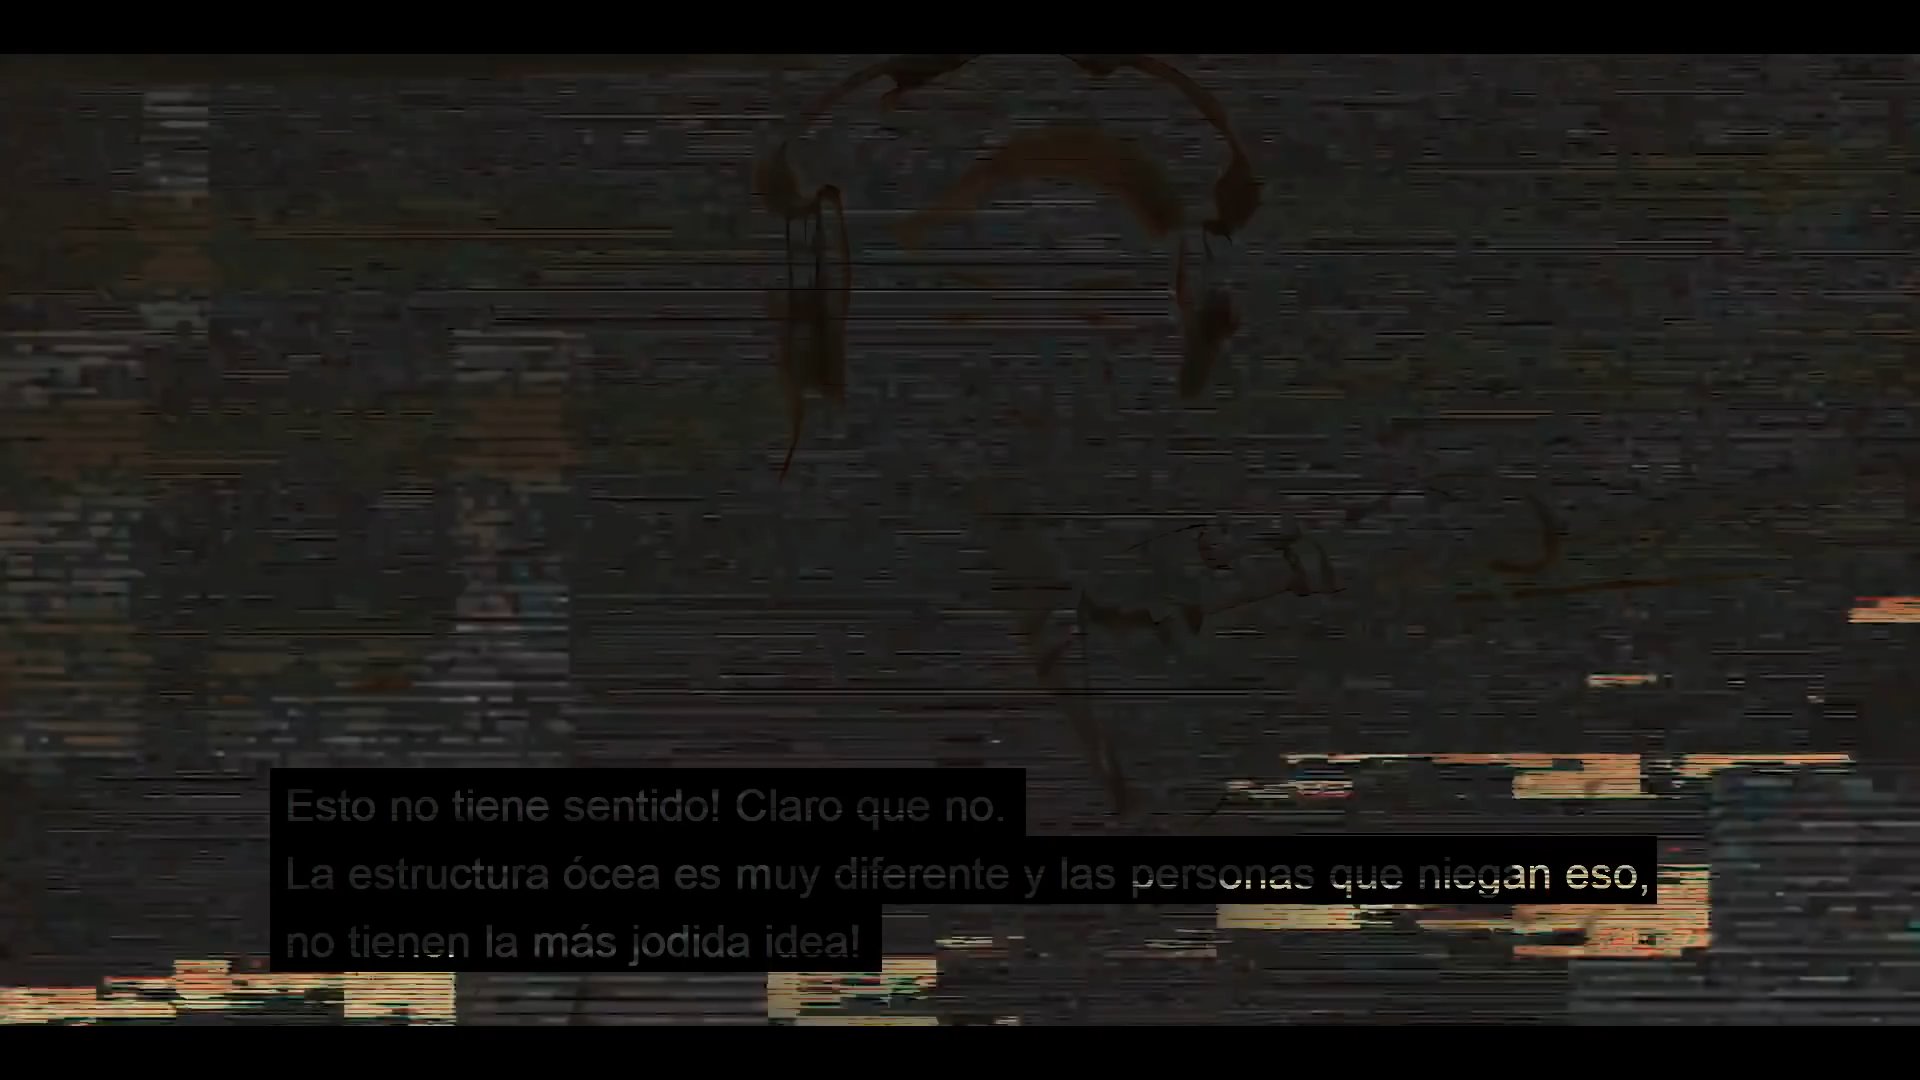 Esto no tiene sentido! Claro que no.
La estructura ócea es muy diferente y las personas que niegan eso,
no tienen la más jodida idea!